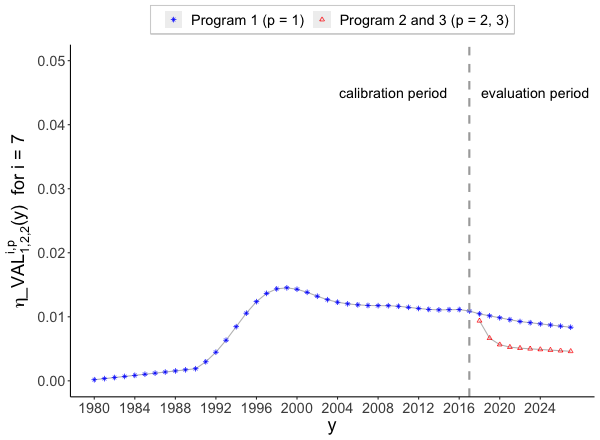 Program 1 (p = 1) Program 2 and 3 (p = 2, 3)
0.05
0.04
0.03
0.02
0.01
0.00
calibration period evaluation period
η_VAL^{i,p}_{1,2,2}(y) for i = 7
1980 1984 1988 1992 1996 2000 2004 2008 2012 2016 2020 2024
y